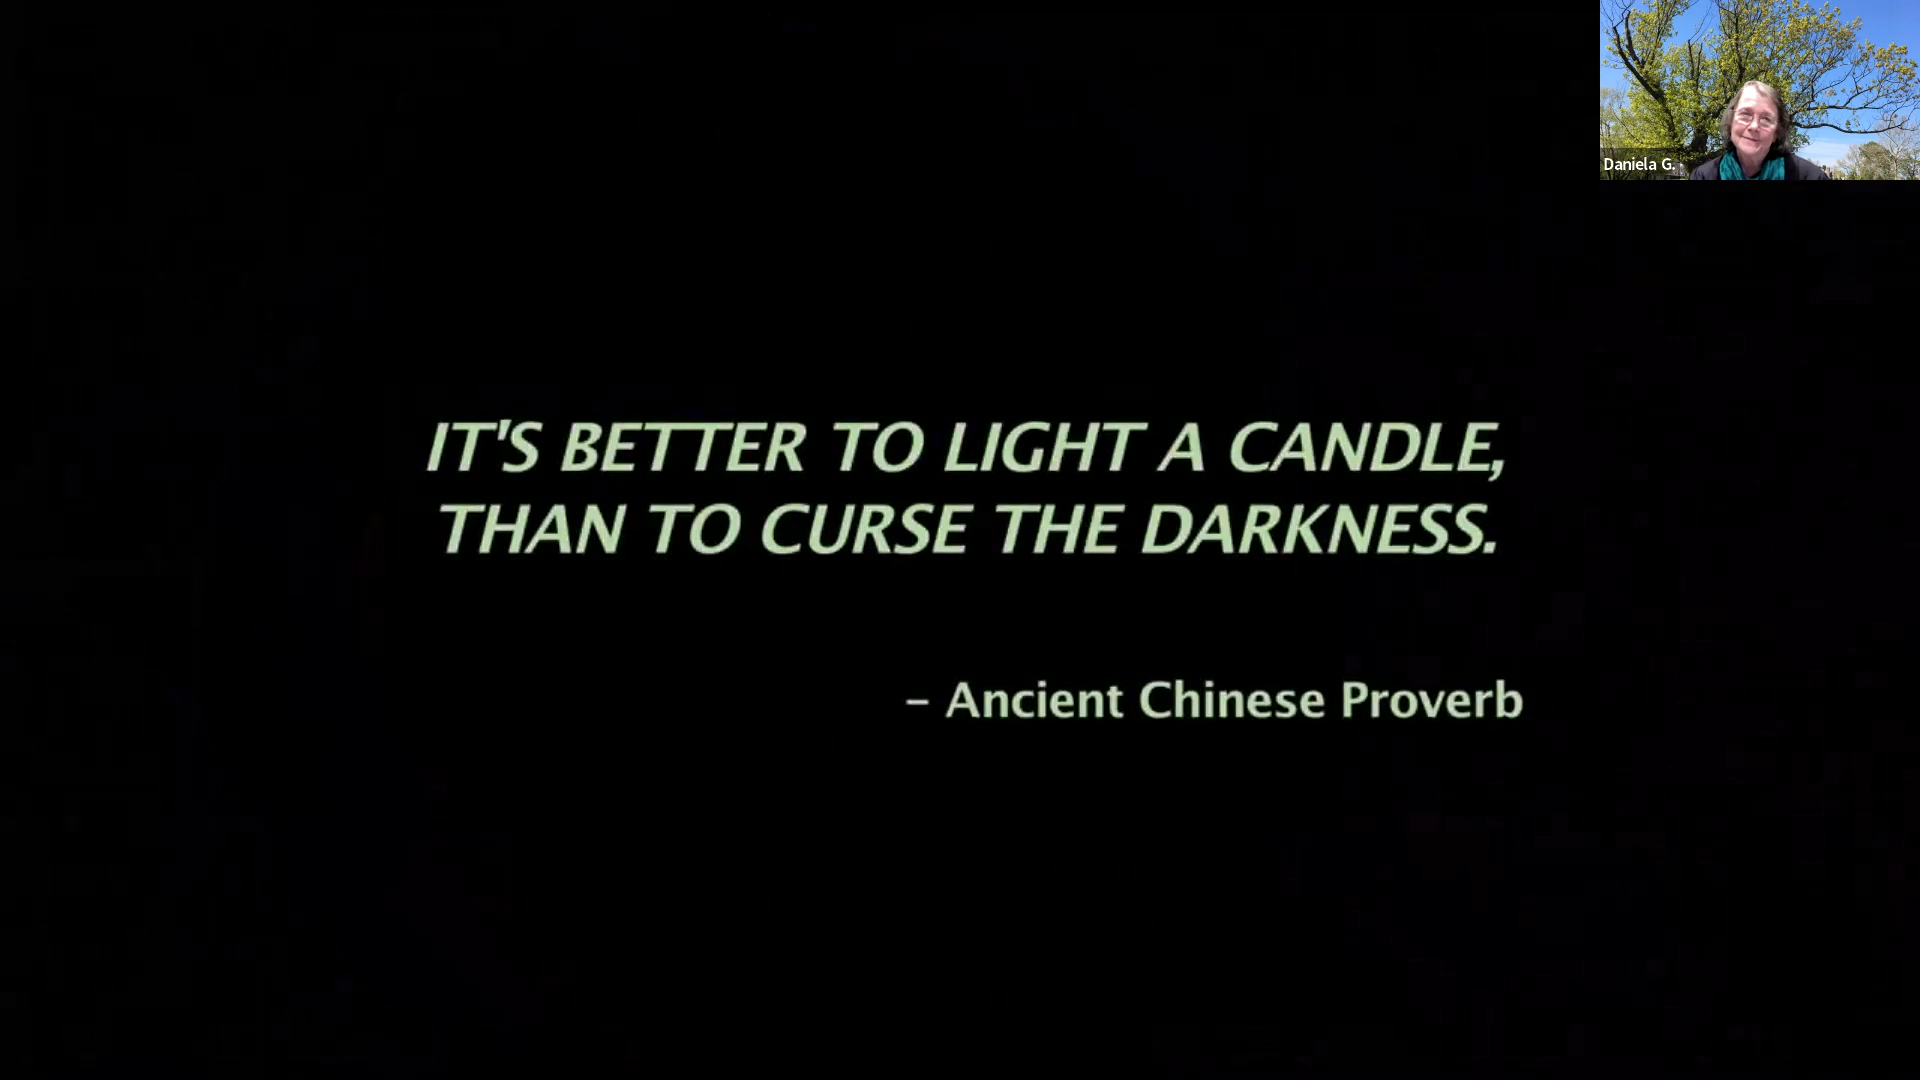 Daniela G.
IT'S BETTER TO LIGHT A CANDLE,
THAN TO CURSE THE DARKNESS.
– Ancient Chinese Proverb